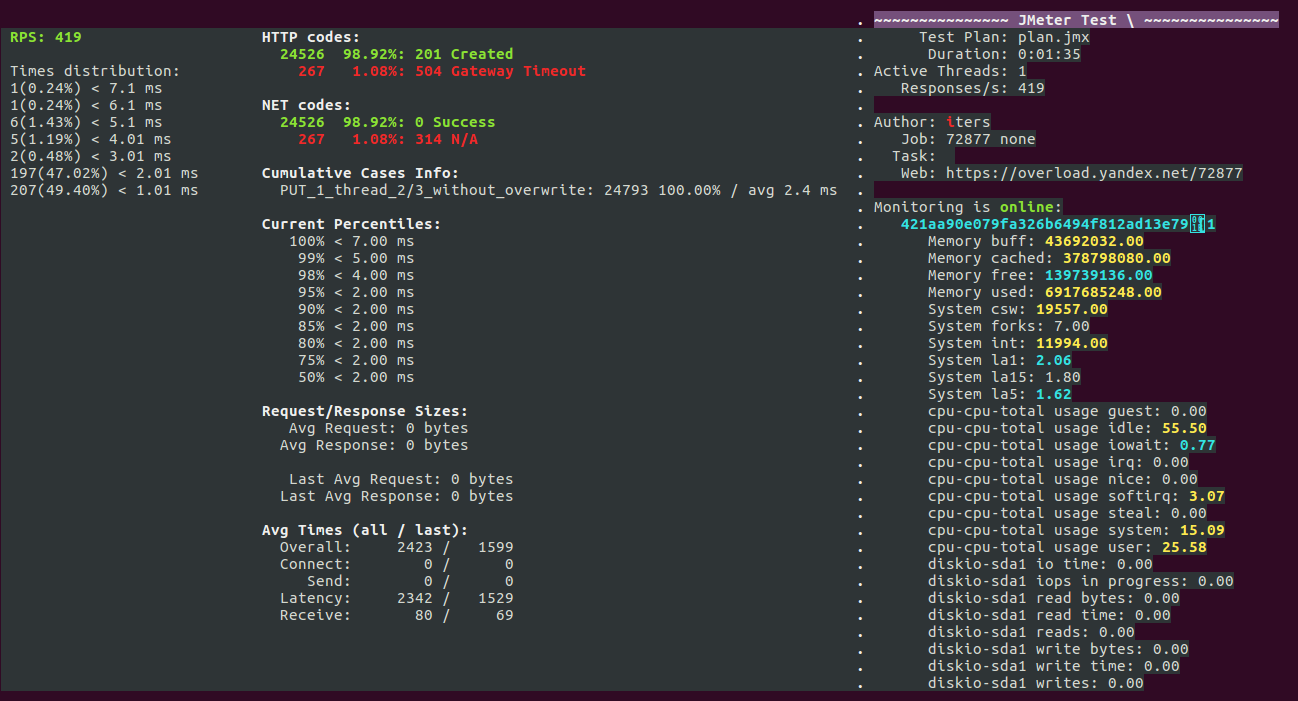 RPS: 419
Times distribution:
1(0.24%) < 7.1 ms
1(0.24%) < 6.1 ms
6(1.43%) < 5.1 ms
5(1.19%) < 4.01 ms
2(0.48%) < 3.01 ms
197(47.02%) < 2.01 ms
207(49.40%) < 1.01 ms
HTTP codes:
24526 98.92%: 201 Created
267 1.08%: 504 Gateway Timeout
NET codes:
24526 98.92%: 0 Success
267 1.08%: 314 N/A
Cumulative Cases Info:
PUT_1_thread_2/3_without_overwrite: 24793 100.00% / avg 2.4 ms
Current Percentiles:
100% < 7.00 ms
99% < 5.00 ms
98% < 4.00 ms
95% < 2.00 ms
90% < 2.00 ms
85% < 2.00 ms
80% < 2.00 ms
75% < 2.00 ms
50% < 2.00 ms
Request/Response Sizes:
Avg Request: 0 bytes
Avg Response: 0 bytes
Last Avg Request: 0 bytes
Last Avg Response: 0 bytes
Avg Times (all / last):
Overall: 2423 / 1599
Connect: 0 / 0
Send: 0 / 0
Latency: 2342 / 1529
Receive: 80 / 69
. ~~~~~~~~~~~~~~~ JMeter Test \ ~~~~~~~~~~~~~~~
. Test Plan: plan.jmx
. Duration: 0:01:35
. Active Threads: 1
. Responses/s: 419
.
. Author: iters
. Job: 72877 none
. Task:
. Web: https://overload.yandex.net/72877
.
. Monitoring is online:
. 421aa90e079fa326b6494f812ad13e79 1
. Memory buff: 43692032.00
. Memory cached: 378798080.00
. Memory free: 139739136.00
. Memory used: 6917685248.00
. System csw: 19557.00
. System forks: 7.00
. System int: 11994.00
. System la1: 2.06
. System la15: 1.80
. System la5: 1.62
. cpu-cpu-total usage guest: 0.00
. cpu-cpu-total usage idle: 55.50
. cpu-cpu-total usage iowait: 0.77
. cpu-cpu-total usage irq: 0.00
. cpu-cpu-total usage nice: 0.00
. cpu-cpu-total usage softirq: 3.07
. cpu-cpu-total usage steal: 0.00
. cpu-cpu-total usage system: 15.09
. cpu-cpu-total usage user: 25.58
. diskio-sda1 io time: 0.00
. diskio-sda1 iops in progress: 0.00
. diskio-sda1 read bytes: 0.00
. diskio-sda1 read time: 0.00
. diskio-sda1 reads: 0.00
. diskio-sda1 write bytes: 0.00
. diskio-sda1 write time: 0.00
. diskio-sda1 writes: 0.00